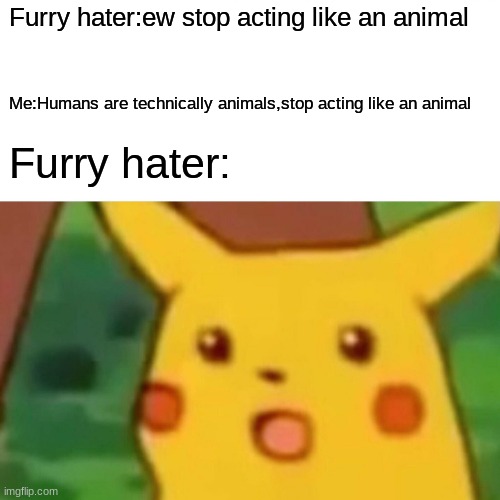 Furry hater:ew stop acting like an animal
Me:Humans are technically animals,stop acting like an animal
Furry hater:
imgflip.com